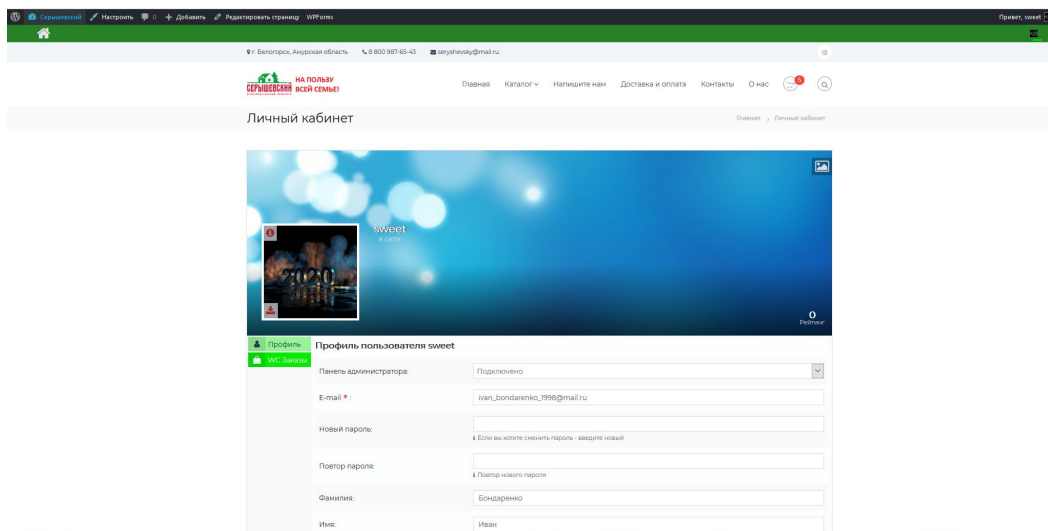 Серышевский Настроить 0 Добавить Редактировать страницу WPForms Привет, sweet
г. Белогорск, Амурская область 8 800 987-65-43 seryshevsky@mail.ru
СЕРЫШЕВСКИЙ НА ПОЛЬЗУ ВСЕЙ СЕМЬЕ!
Главная Каталог Напишите нам Доставка и оплата Контакты О нас 5
Личный кабинет Главная > Личный кабинет
sweet
в сети
2020
0
Рейтинг
Профиль Профиль пользователя sweet
WC Заказы
Панель администратора: Подключено
E-mail * : ivan_bondarenko_1998@mail.ru
Новый пароль:
Если вы хотите сменить пароль - введите новый
Повтор пароля:
Повтор нового пароля
Фамилия: Бондаренко
Имя: Иван